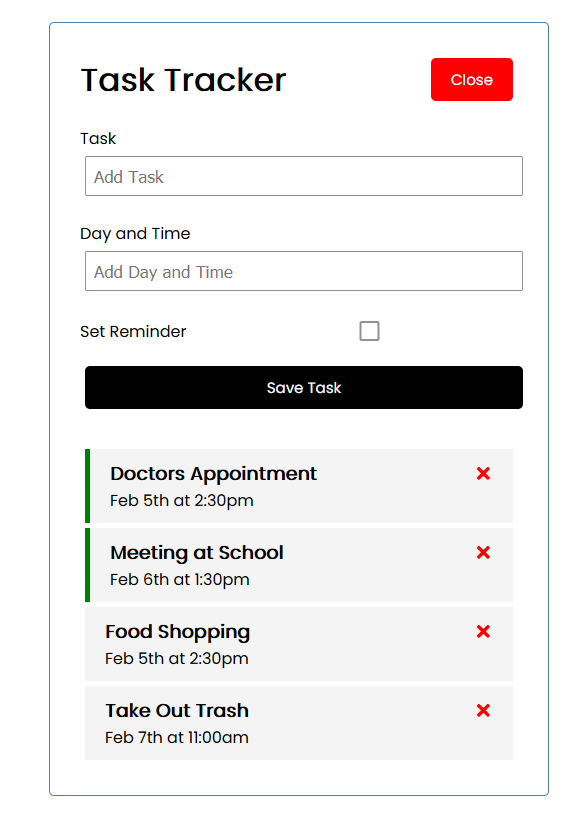 Task Tracker
Close
Task
Add Task
Day and Time
Add Day and Time
Set Reminder
Save Task
Doctors Appointment
Feb 5th at 2:30pm
Meeting at School
Feb 6th at 1:30pm
Food Shopping
Feb 5th at 2:30pm
Take Out Trash
Feb 7th at 11:00am